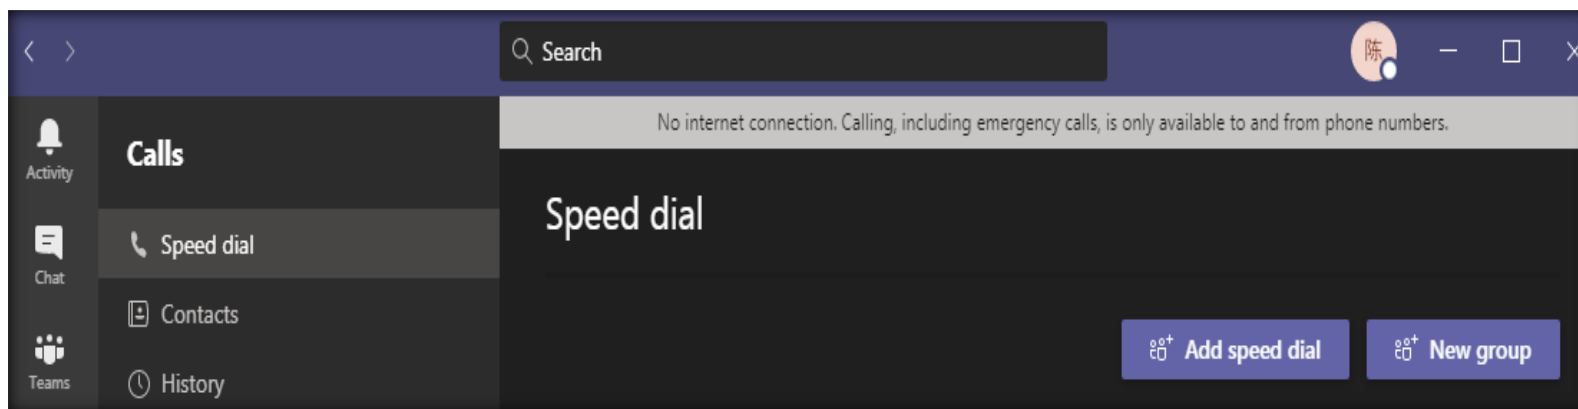 Search
陈
No internet connection. Calling, including emergency calls, is only available to and from phone numbers.
Activity
Chat
Teams
Calls
Speed dial
Contacts
History
Speed dial
Add speed dial
New group